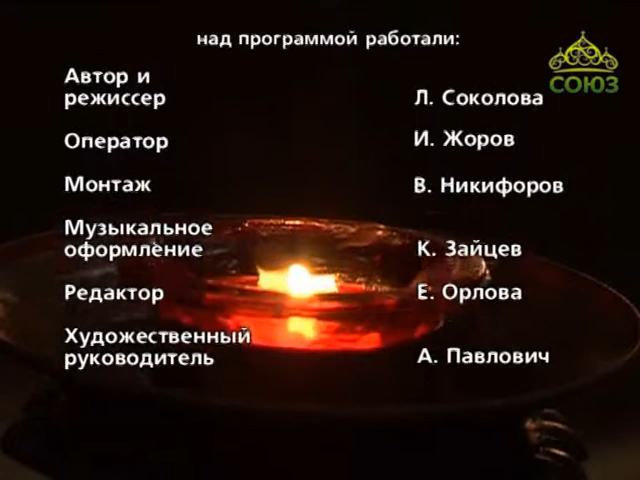 над программой работали:
СОЮЗ
Автор и
режиссер
Л. Соколова
Оператор
И. Жоров
Монтаж
В. Никифоров
Музыкальное
оформление
К. Зайцев
Редактор
Е. Орлова
Художественный
руководитель
А. Павлович